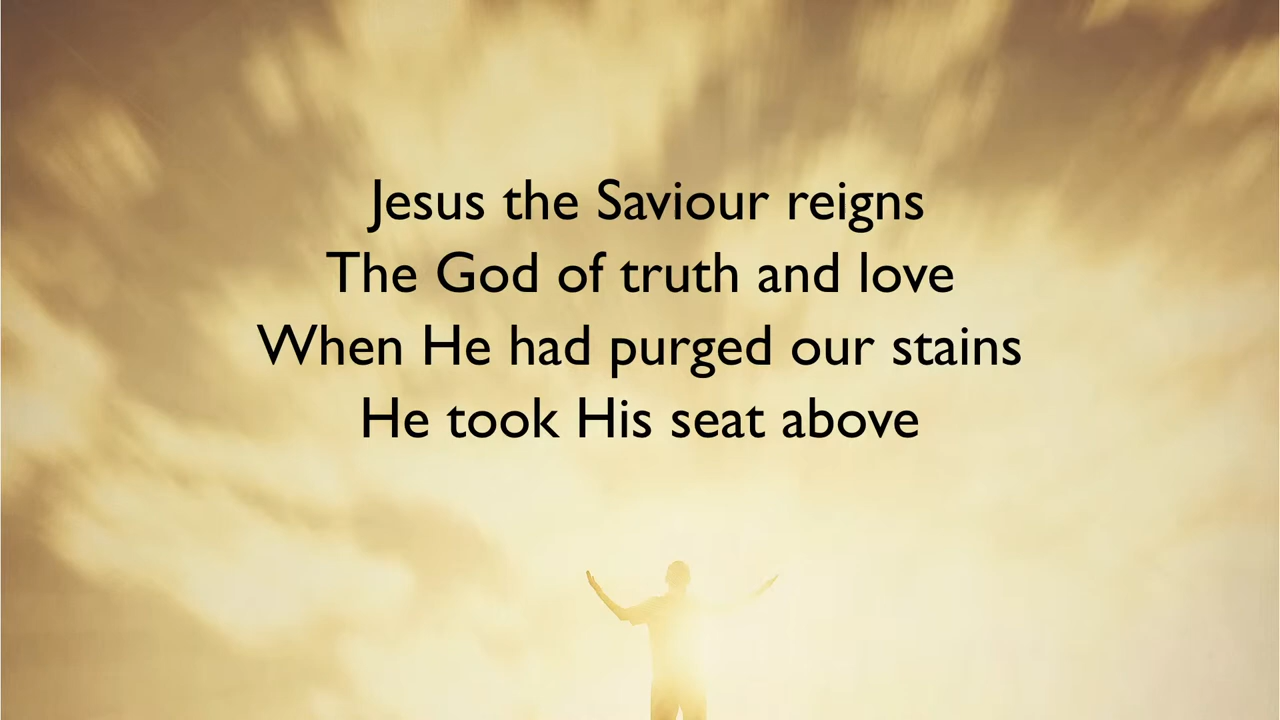 Jesus the Saviour reigns
The God of truth and love
When He had purged our stains
He took His seat above